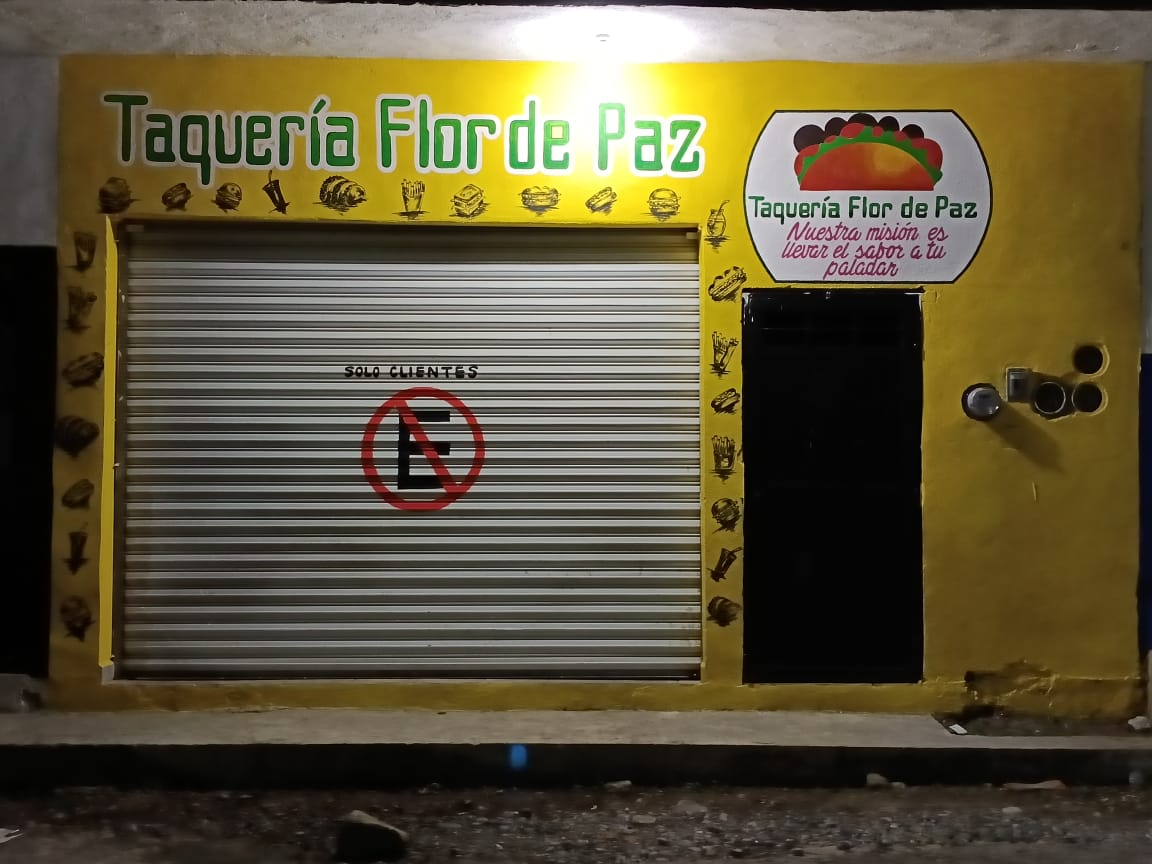 Taquería Flor de Paz
Taquería Flor de Paz
Nuestra misión es
llevar el sabor a tu
paladar
SOLO CLIENTES
E